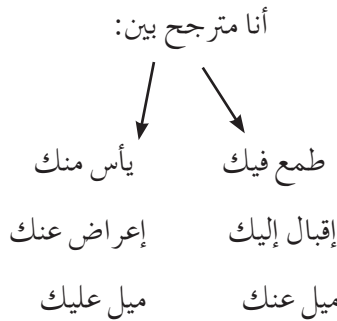 أنا مترجح بين:
طمع فيك يأس منك
إقبال إليك إعراض عنك
ميل عنك ميل عليك